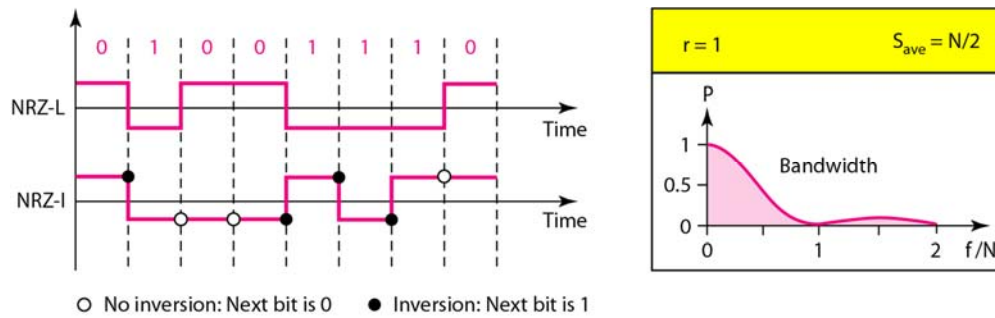 0 1 0 0 1 1 1 0
NRZ-L
Time
NRZ-I
Time
No inversion: Next bit is 0
Inversion: Next bit is 1
r = 1
Save = N/2
P
1
0.5
0
Bandwidth
0 1 2 f/N